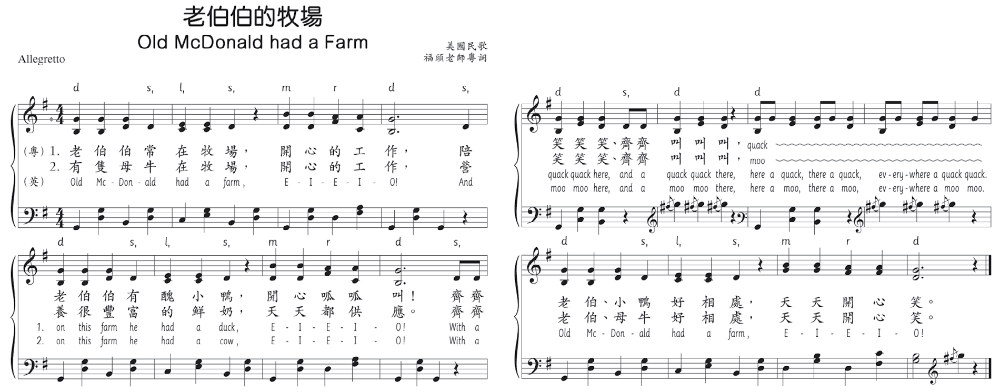 老伯伯的牧場
Old McDonald had a Farm
美國民歌
福頭老師粵詞
Allegretto
d s, l, s, m r d s,
(粵) 1. 老 伯 伯 常 在 牧 場， 開 心 的 工 作， 陪
2. 有 隻 母 牛 在 牧 場， 開 心 的 工 作， 營
(英) Old Mc - Don - ald had a farm, E - I - E - I - O! And
d s, l, s, m r d s,
老 伯 伯 有 醜 小 鴨， 開 心 呱 呱 叫！ 齊 齊
養 很 豐 富 的 鮮 奶， 天 天 都 供 應。 齊 齊
1. on this farm he had a duck, E - I - E - I - O! With a
2. on this farm he had a cow, E - I - E - I - O! With a
d s, d d
笑 笑 笑、齊 齊 叫 叫 叫， quack
笑 笑 笑、齊 齊 叫 叫 叫， moo
quack quack here, and a quack quack there, here a quack, there a quack, ev-ery-where a quack quack.
moo moo here, and a moo moo there, here a moo, there a moo, ev-ery-where a moo moo.
d s, l, s, m r d
老 伯、小 鴨 好 相 處， 天 天 開 心 笑。
老 伯、母 牛 好 相 處， 天 天 開 心 笑。
Old Mc - Don - ald had a farm, E - I - E - I - O!